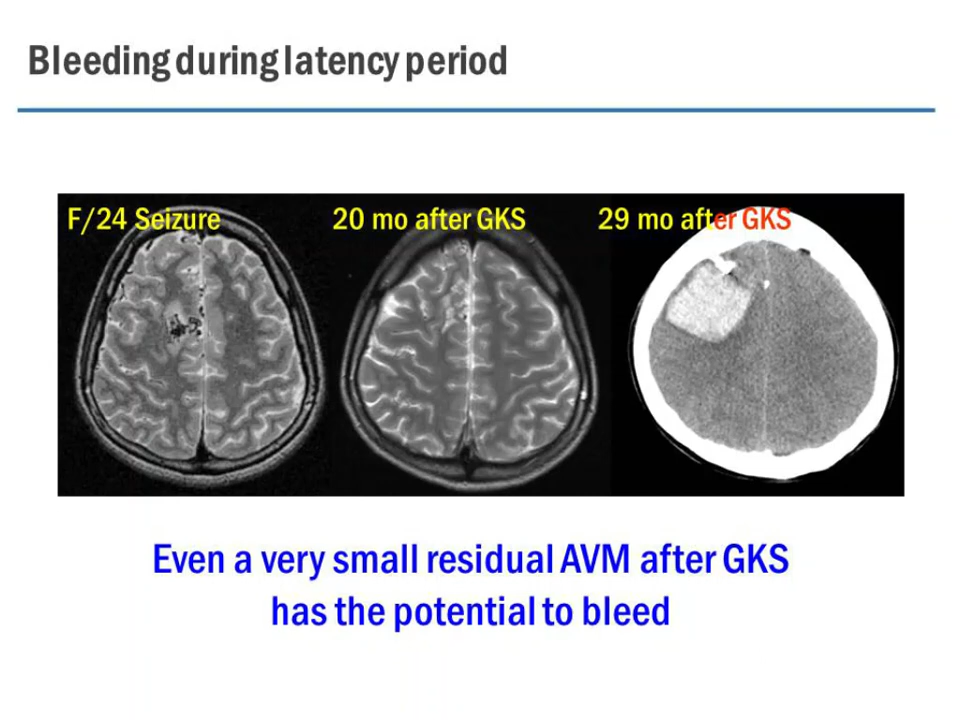 Bleeding during latency period
F/24 Seizure
20 mo after GKS
29 mo after GKS
Even a very small residual AVM after GKS
has the potential to bleed